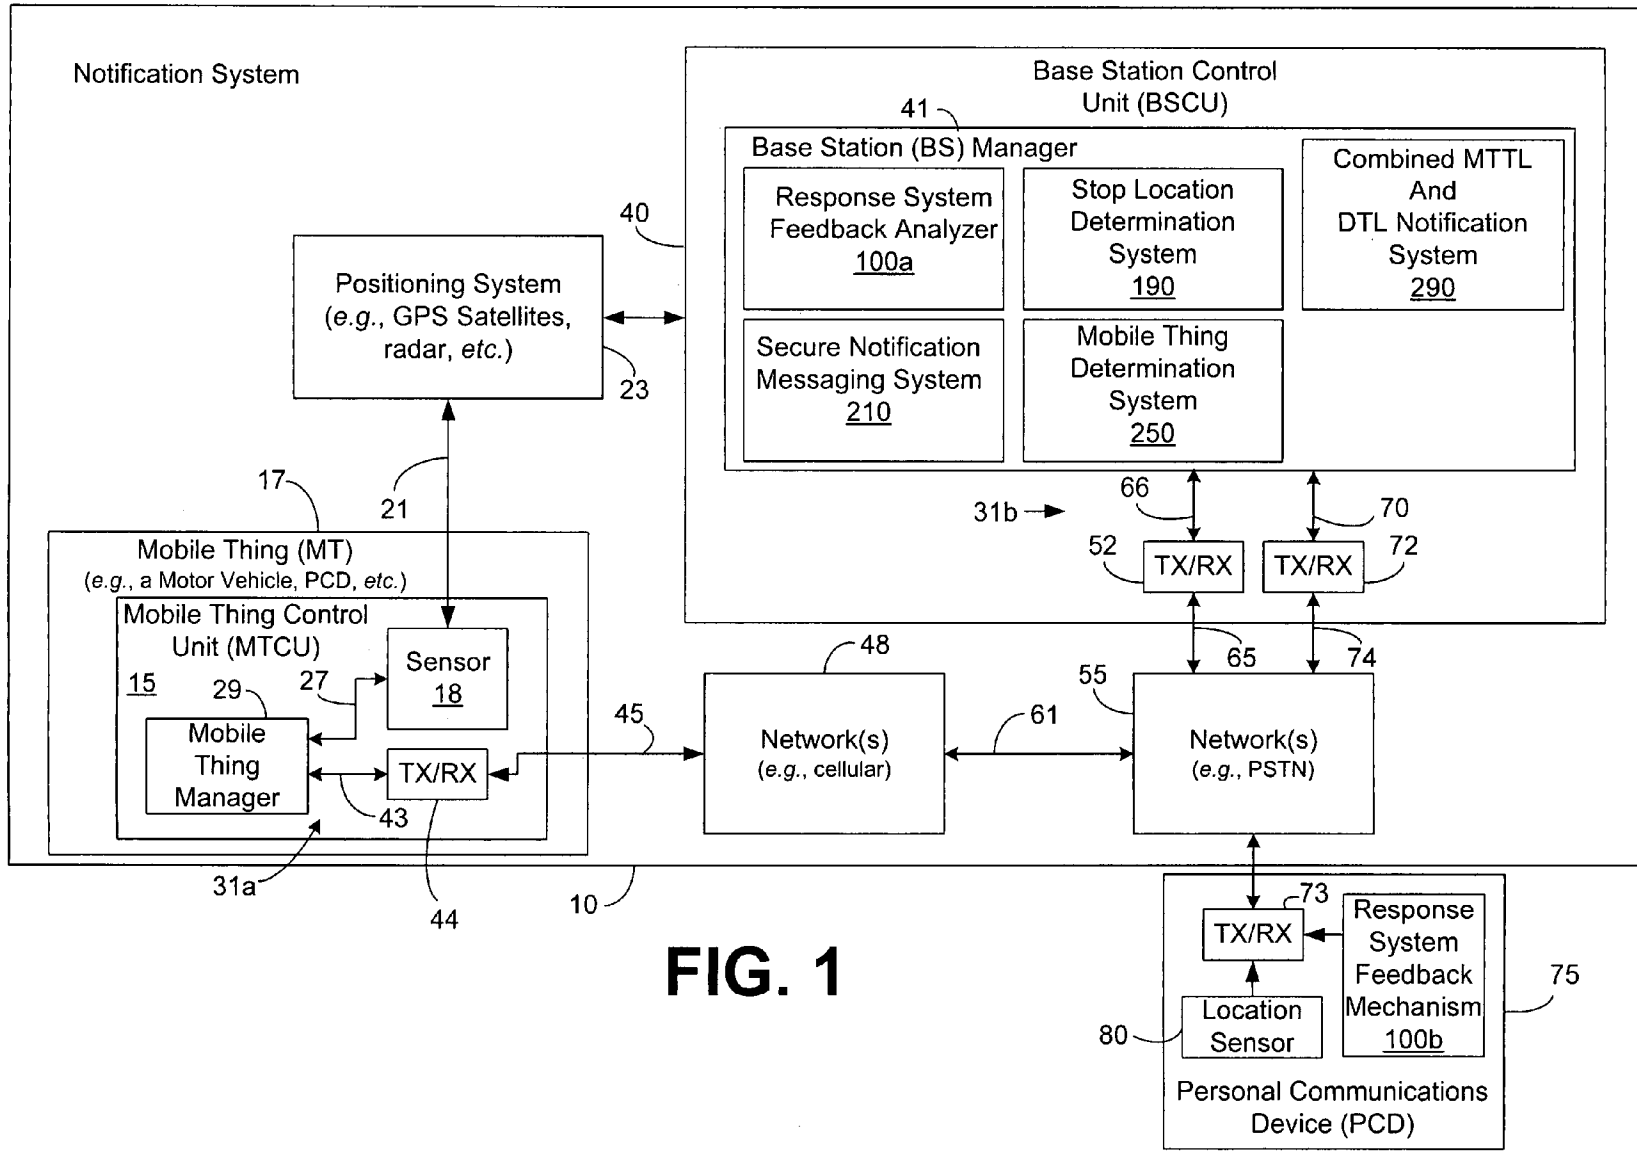 Notification System
Base Station Control
Unit (BSCU)
41
Base Station (BS) Manager
Response System
Feedback Analyzer
100a
Stop Location
Determination
System
190
Combined MTTL
And
DTL Notification
System
290
Secure Notification
Messaging System
210
Mobile Thing
Determination
System
250
40
Positioning System
(e.g., GPS Satellites,
radar, etc.)
23
21
17
66
70
31b
52
TX/RX
TX/RX
72
65
74
Mobile Thing (MT)
(e.g., a Motor Vehicle, PCD, etc.)
Mobile Thing Control
Unit (MTCU)
15
Sensor
18
27
29
Mobile
Thing
Manager
TX/RX
43
31a
44
45
48
Network(s)
(e.g., cellular)
61
55
Network(s)
(e.g., PSTN)
10
73
TX/RX
Response
System
Feedback
Mechanism
100b
75
80
Location
Sensor
Personal Communications
Device (PCD)
FIG. 1